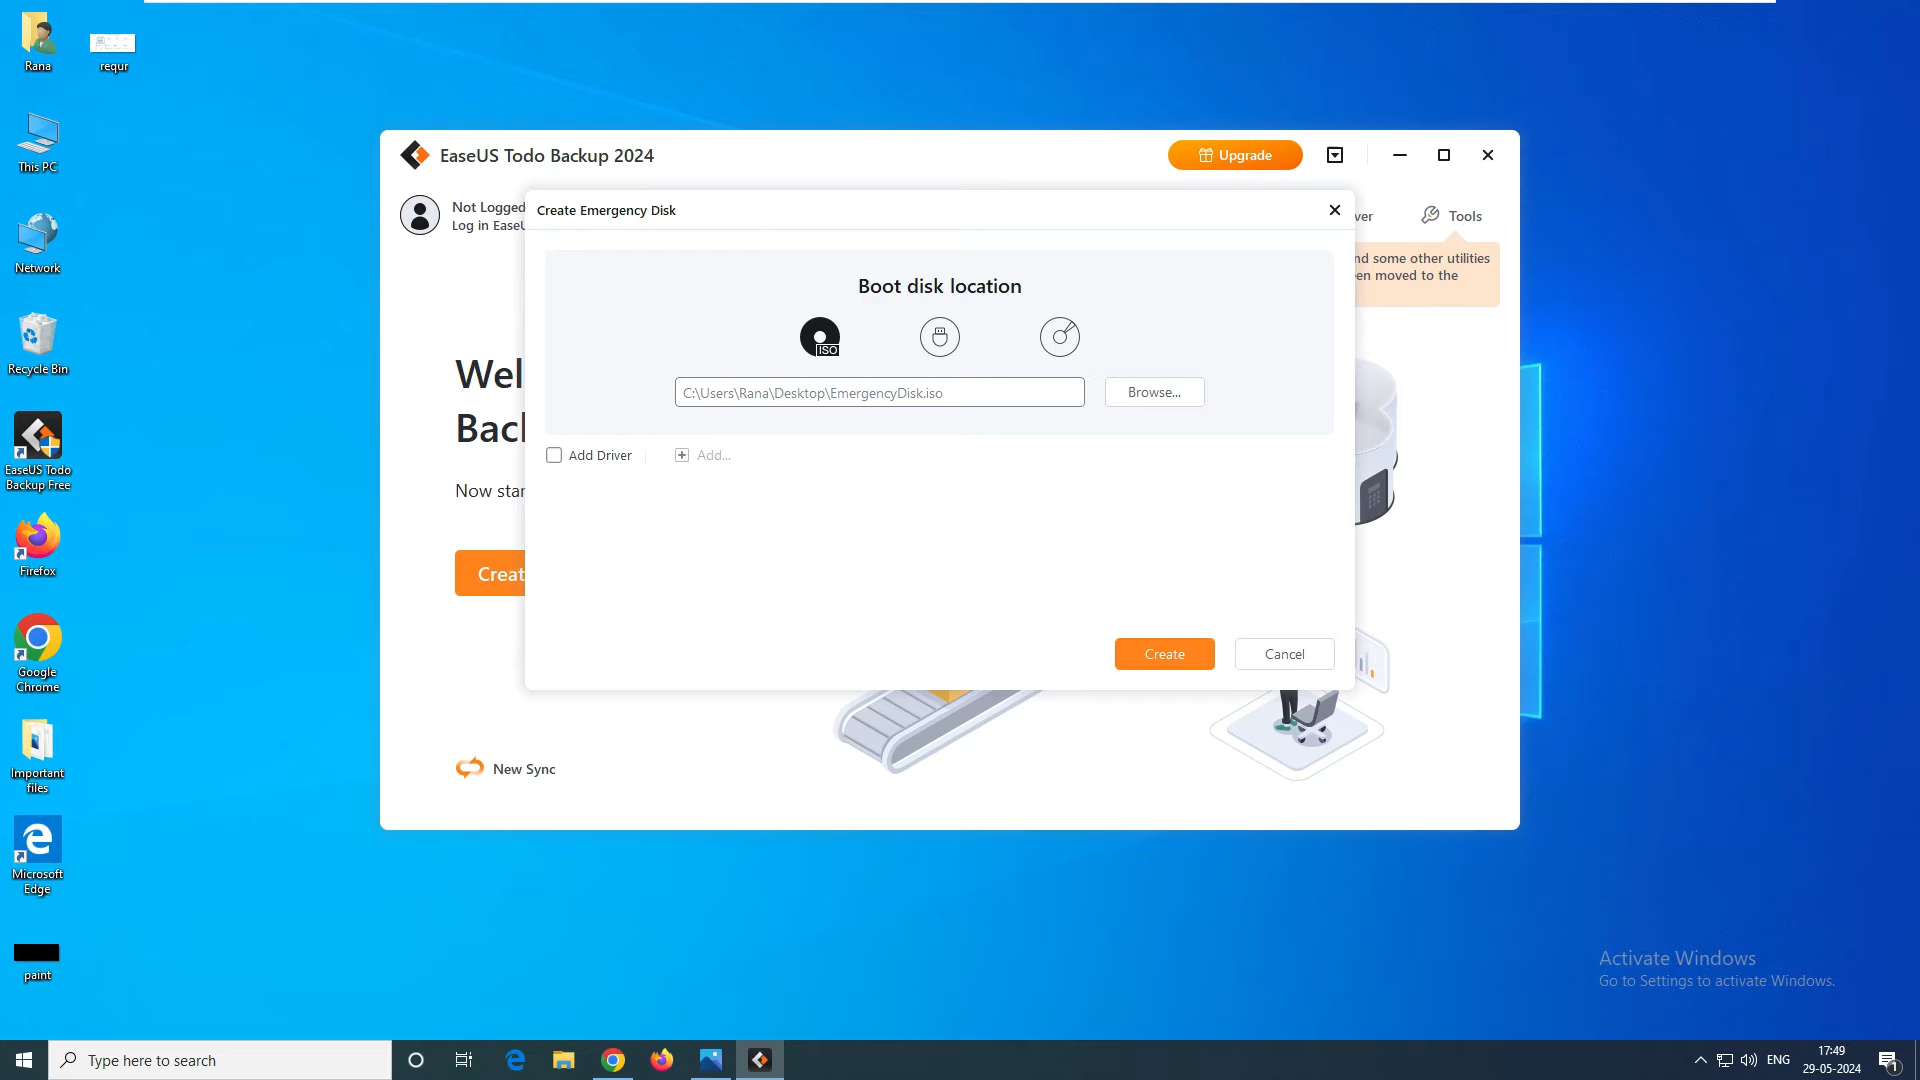 Rana
requr
This PC
Network
Recycle Bin
EaseUS Todo
Backup Free
Firefox
Google
Chrome
Important
files
Microsoft
Edge
paint
EaseUS Todo Backup 2024
Upgrade
Not Logged
Log in EaseU
ver
Tools
nd some other utilities
en moved to the
Create Emergency Disk
Boot disk location
ISO
C:\Users\Rana\Desktop\EmergencyDisk.iso
Browse...
Add Driver
Add...
Create
Cancel
Wel
Back
Now star
Creat
New Sync
Activate Windows
Go to Settings to activate Windows.
Type here to search
ENG
17:49
29-05-2024
1